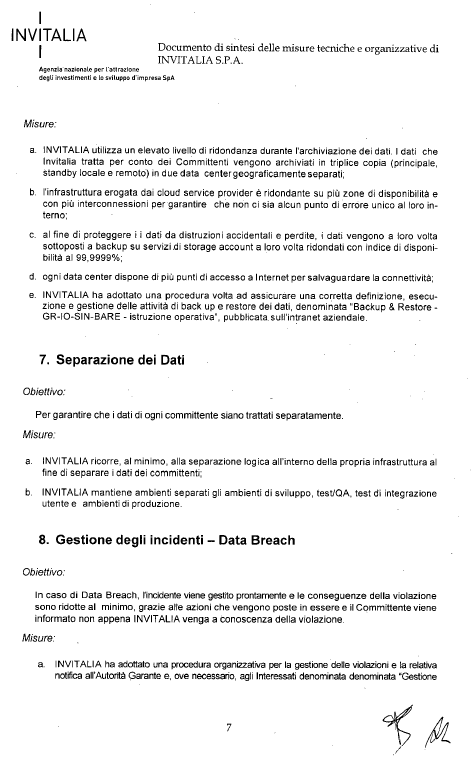 INVITALIA
Agenzia nazionale per l'attrazione
degli investimenti e lo sviluppo d'impresa SpA
Documento di sintesi delle misure tecniche e organizzative di
INVITALIA S.P.A.
Misure:
a. INVITALIA utilizza un elevato livello di ridondanza durante l'archiviazione dei dati. I dati che
Invitalia tratta per conto dei Committenti vengono archiviati in triplice copia (principale,
standby locale e remoto) in due data center geograficamente separati;
b. l'infrastruttura erogata dai cloud service provider è ridondante su più zone di disponibilità e
con più interconnessioni per garantire che non ci sia alcun punto di errore unico al loro in-
terno;
c. al fine di proteggere i i dati da distruzioni accidentali e perdite, i dati vengono a loro volta
sottoposti a backup su servizi di storage account a loro volta ridondati con indice di disponi-
bilità al 99,9999%;
d. ogni data center dispone di più punti di accesso a Internet per salvaguardare la connettività;
e. INVITALIA ha adottato una procedura volta ad assicurare una corretta definizione, esecu-
zione e gestione delle attività di back up e restore dei dati, denominata "Backup & Restore -
GR-IO-SIN-BARE - istruzione operativa", pubblicata sull'intranet aziendale.
7. Separazione dei Dati
Obiettivo:
Per garantire che i dati di ogni committente siano trattati separatamente.
Misure:
a. INVITALIA ricorre, al minimo, alla separazione logica all'interno della propria infrastruttura al
fine di separare i dati dei committenti;
b. INVITALIA mantiene ambienti separati gli ambienti di sviluppo, test/QA, test di integrazione
utente e ambienti di produzione.
8. Gestione degli incidenti – Data Breach
Obiettivo:
In caso di Data Breach, l'incidente viene gestito prontamente e le conseguenze della violazione
sono ridotte al minimo, grazie alle azioni che vengono poste in essere e il Committente viene
informato non appena INVITALIA venga a conoscenza della violazione.
Misure:
a. INVITALIA ha adottato una procedura organizzativa per la gestione delle violazioni e la relativa
notifica all'Autorità Garante e, ove necessario, agli Interessati denominata denominata "Gestione
7